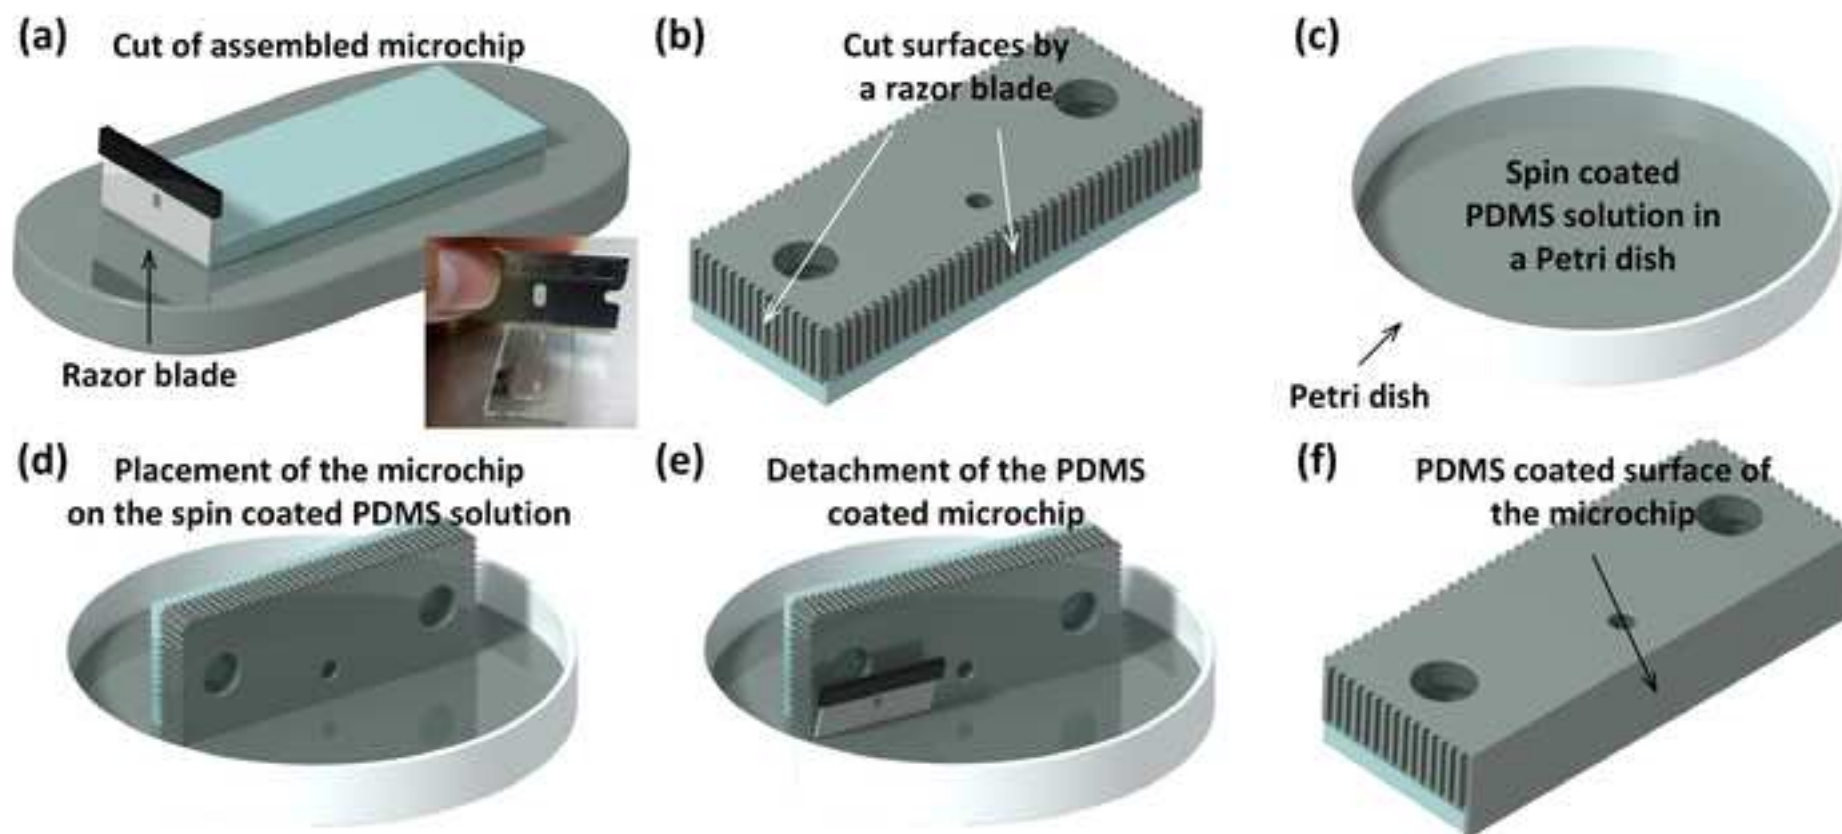 (a)
Cut of assembled microchip
Razor blade
(b)
Cut surfaces by
a razor blade
(c)
Spin coated
PDMS solution in
a Petri dish
Petri dish
(d)
Placement of the microchip
on the spin coated PDMS solution
(e)
Detachment of the PDMS
coated microchip
(f)
PDMS coated surface of
the microchip